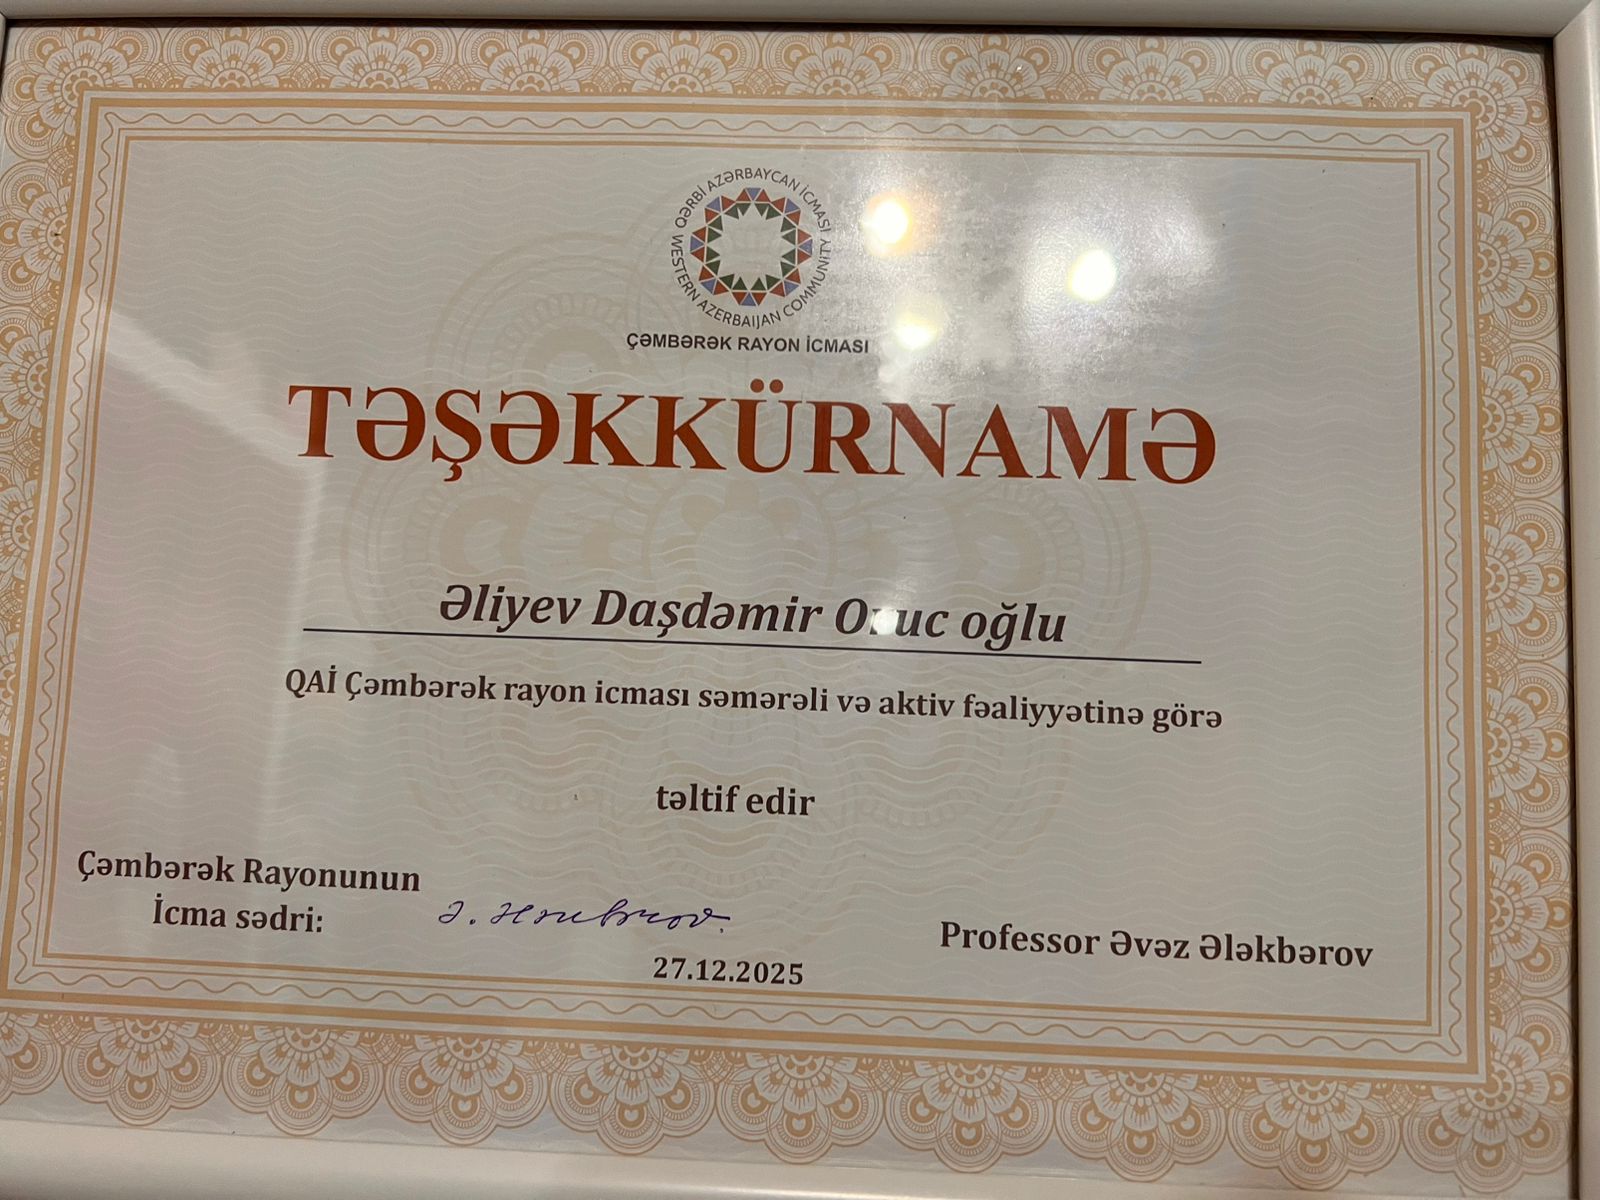 QƏRBİ AZƏRBAYCAN İCMASI
WESTERN AZERBAIJAN COMMUNITY
ÇƏMBƏRƏK RAYON İCMASI
TƏŞƏKKÜRNAMƏ
Əliyev Daşdəmir Oruc oğlu
QAİ Çəmbərək rayon icması səmərəli və aktiv fəaliyyətinə görə
təltif edir
Çəmbərək Rayonunun
İcma sədri:
Professor Əvəz Ələkbərov
27.12.2025